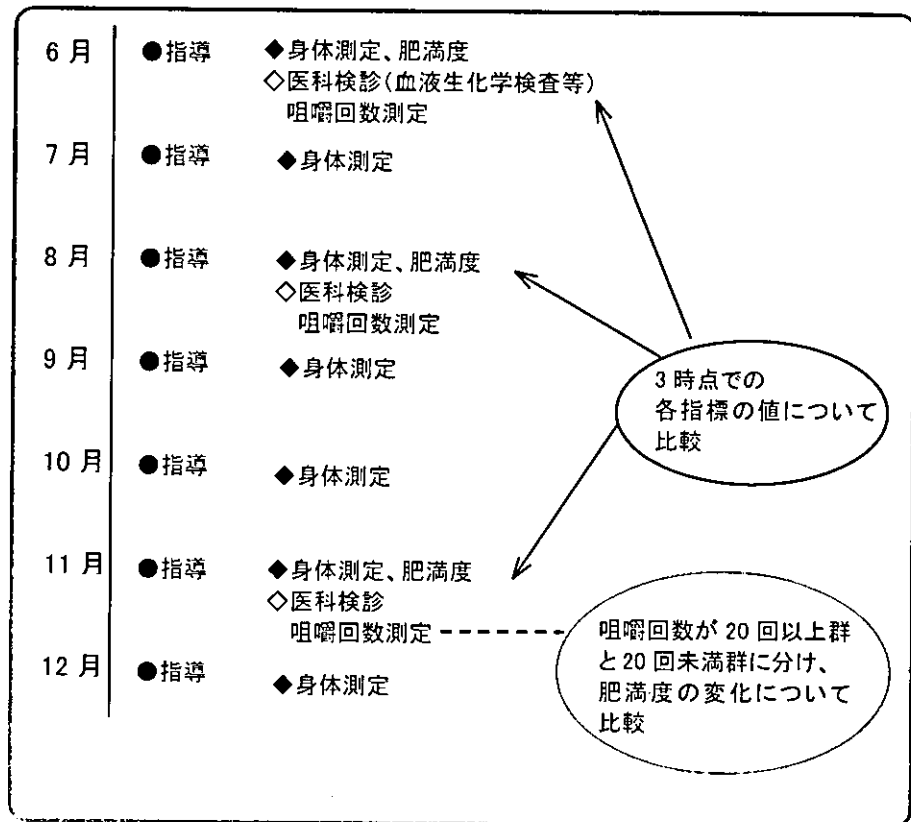 6月 ●指導 ◆身体測定、肥満度
◇医科検診(血液生化学検査等)
咀嚼回数測定
7月 ●指導 ◆身体測定
8月 ●指導 ◆身体測定、肥満度
◇医科検診
咀嚼回数測定
9月 ●指導 ◆身体測定
3時点での
各指標の値について
比較
10月 ●指導 ◆身体測定
11月 ●指導 ◆身体測定、肥満度
◇医科検診
咀嚼回数測定
咀嚼回数が20回以上群
と20回未満群に分け、
肥満度の変化について
比較
12月 ●指導 ◆身体測定